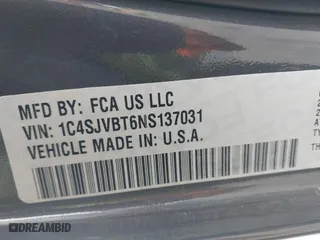 MFD BY: FCA US LLC
VIN: 1C4SJVBT6NS137031
VEHICLE MADE IN: U.S.A.
DREAMBID